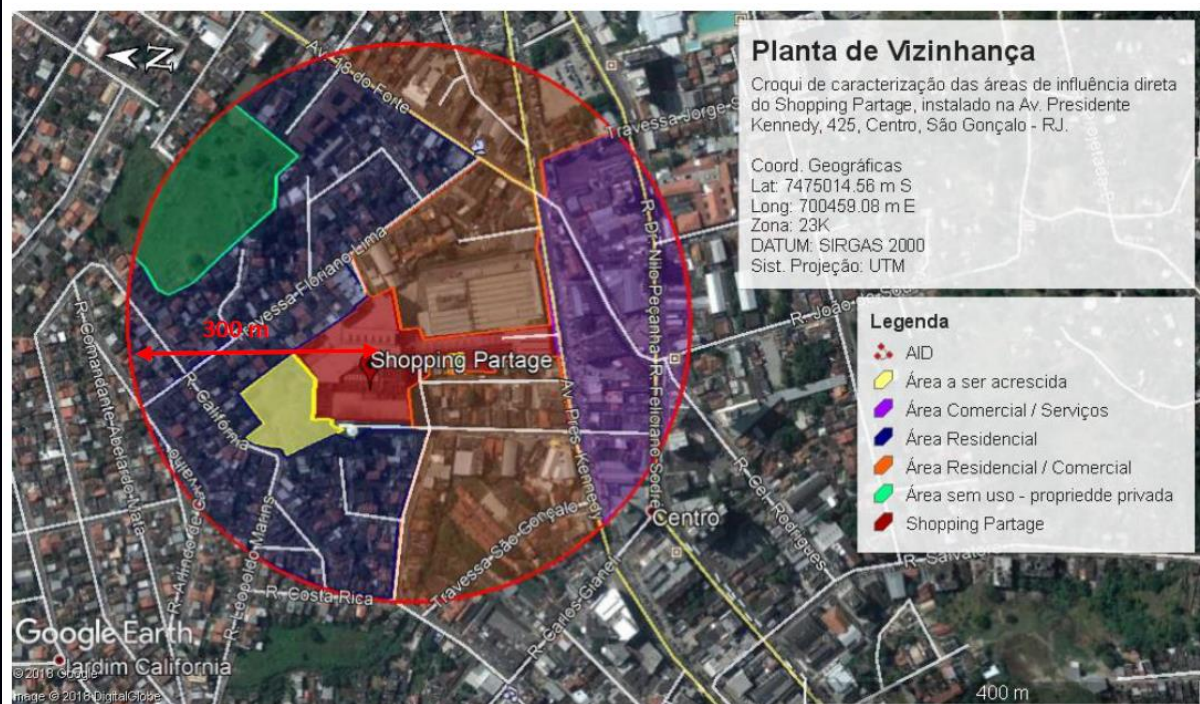 Planta de Vizinhança
Croqui de caracterização das áreas de influência direta
do Shopping Partage, instalado na Av. Presidente
Kennedy, 425, Centro, São Gonçalo - RJ.
Coord. Geográficas
Lat: 7475014.56 m S
Long: 700459.08 m E
Zona: 23K
DATUM: SIRGAS 2000
Sist. Projeção: UTM
Legenda
AID
Área a ser acrescida
Área Comercial / Serviços
Área Residencial
Área Residencial / Comercial
Área sem uso - propriedde privada
Shopping Partage
N
Av. 18 do Forte
Travessa Jorge
Travessa Floriano Lima
R. Dr. Nilo Peçanha
R. Feliciano Sodré
R. João de
300 m
Shopping Partage
R. Comandante Abelardo Mata
R. California
Av. Pres. Kennedy
R. Cel. Rodrigues
Centro
R. Arlindo de Carvalho
R. Leopoldo Marins
Travessa São Gonçalo
R. Costa Rica
R. Carlos Gianelli
R. Salvatori
Google Earth
Jardim California
© 2018 Google
Image © 2018 DigitalGlobe
400 m